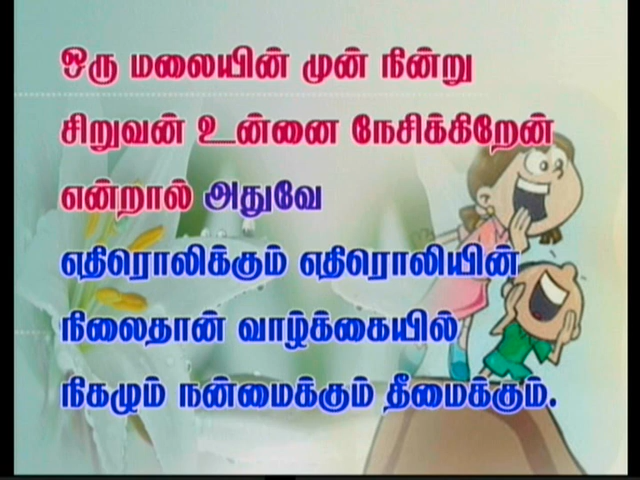 ஒரு மலையின் முன் நின்று
சிறுவன் உன்னை நேசிக்கிறேன்
என்றால் அதுவே
எதிரொலிக்கும் எதிரொலியின்
நிலைதான் வாழ்க்கையில்
நிகழும் நன்மைக்கும் தீமைக்கும்.